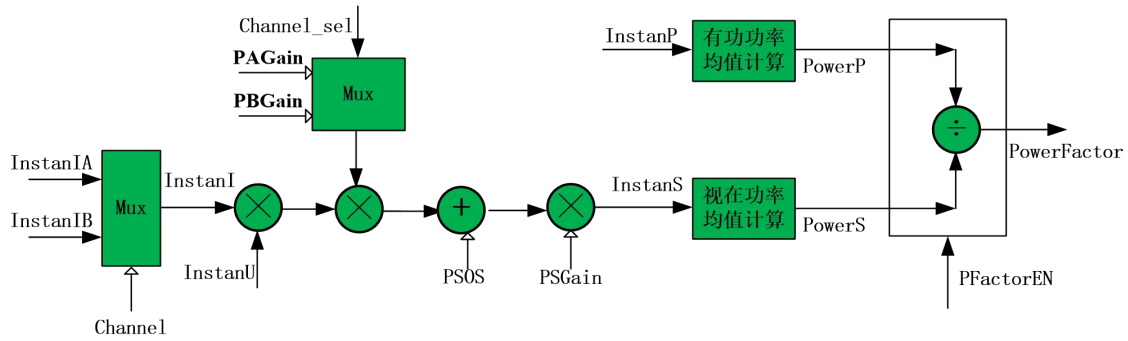 Channel_sel
PAGain
PBGain
Mux
InstanIA
InstanIB
Mux
InstanI
InstanU
Channel
PSOS
PSGain
InstanP
有功功率
均值计算
PowerP
InstanS
视在功率
均值计算
PowerS
÷
PowerFactor
PFactorEN